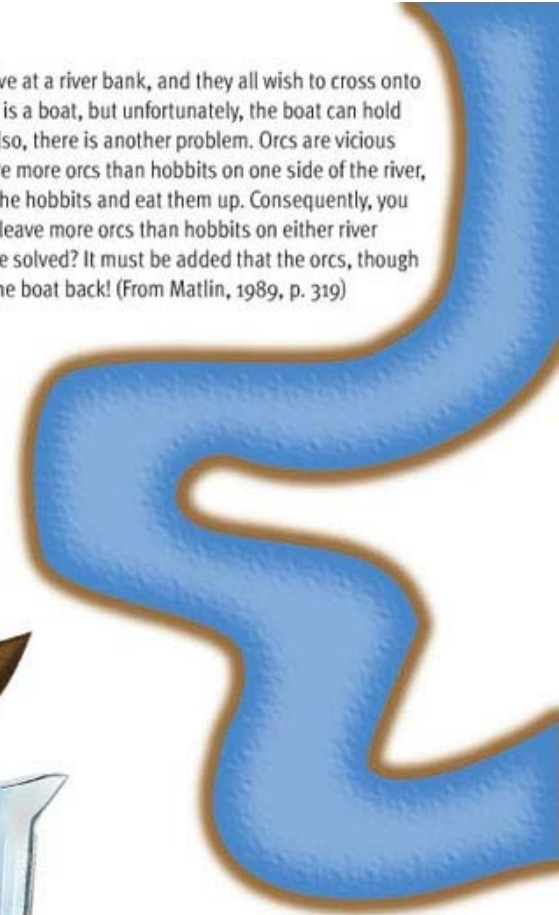 ve at a river bank, and they all wish to cross onto
is a boat, but unfortunately, the boat can hold
lso, there is another problem. Orcs are vicious
e more orcs than hobbits on one side of the river,
he hobbits and eat them up. Consequently, you
leave more orcs than hobbits on either river
e solved? It must be added that the orcs, though
ne boat back! (From Matlin, 1989, p. 319)